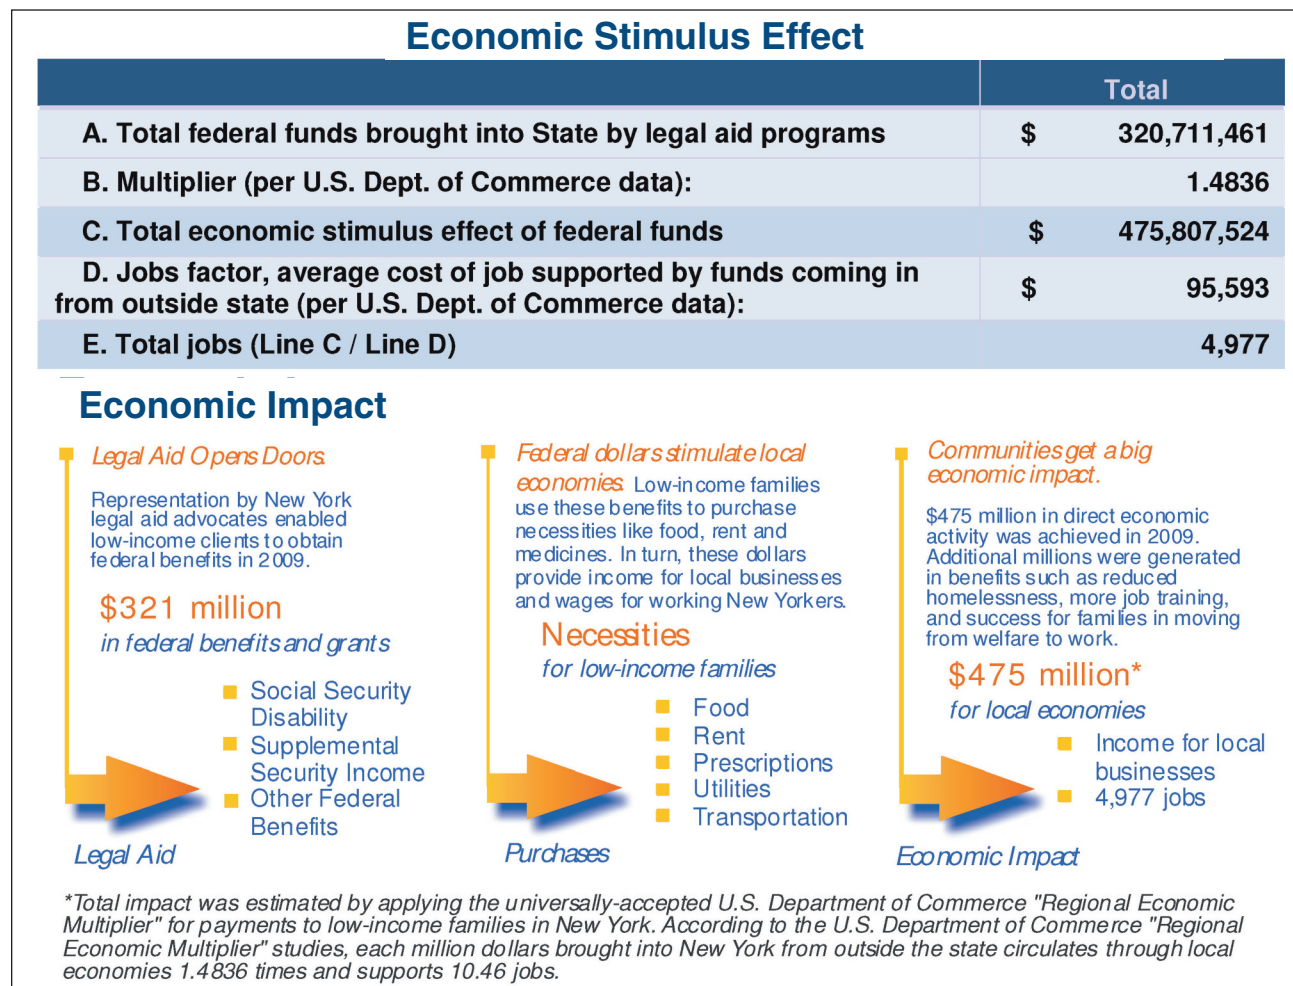 Economic Stimulus Effect
Total
A. Total federal funds brought into State by legal aid programs $ 320,711,461
B. Multiplier (per U.S. Dept. of Commerce data): 1.4836
C. Total economic stimulus effect of federal funds $ 475,807,524
D. Jobs factor, average cost of job supported by funds coming in
from outside state (per U.S. Dept. of Commerce data): $ 95,593
E. Total jobs (Line C / Line D) 4,977
Economic Impact
Legal Aid Opens Doors.
Representation by New York
legal aid advocates enabled
low-income clients to obtain
federal benefits in 2009.
$321 million
in federal benefits and grants
Social Security
Disability
Supplemental
Security Income
Other Federal
Benefits
Legal Aid
Federal dollars stimulate local
economies. Low-income families
use these benefits to purchase
necessities like food, rent and
medicines. In turn, these dollars
provide income for local businesses
and wages for working New Yorkers.
Necessities
for low-income families
Food
Rent
Prescriptions
Utilities
Transportation
Purchases
Communities get a big
economic impact.
$475 million in direct economic
activity was achieved in 2009.
Additional millions were generated
in benefits such as reduced
homelessness, more job training,
and success for families in moving
from welfare to work.
$475 million*
for local economies
Income for local
businesses
4,977 jobs
Economic Impact
*Total impact was estimated by applying the universally-accepted U.S. Department of Commerce "Regional Economic
Multiplier" for payments to low-income families in New York. According to the U.S. Department of Commerce "Regional
Economic Multiplier" studies, each million dollars brought into New York from outside the state circulates through local
economies 1.4836 times and supports 10.46 jobs.